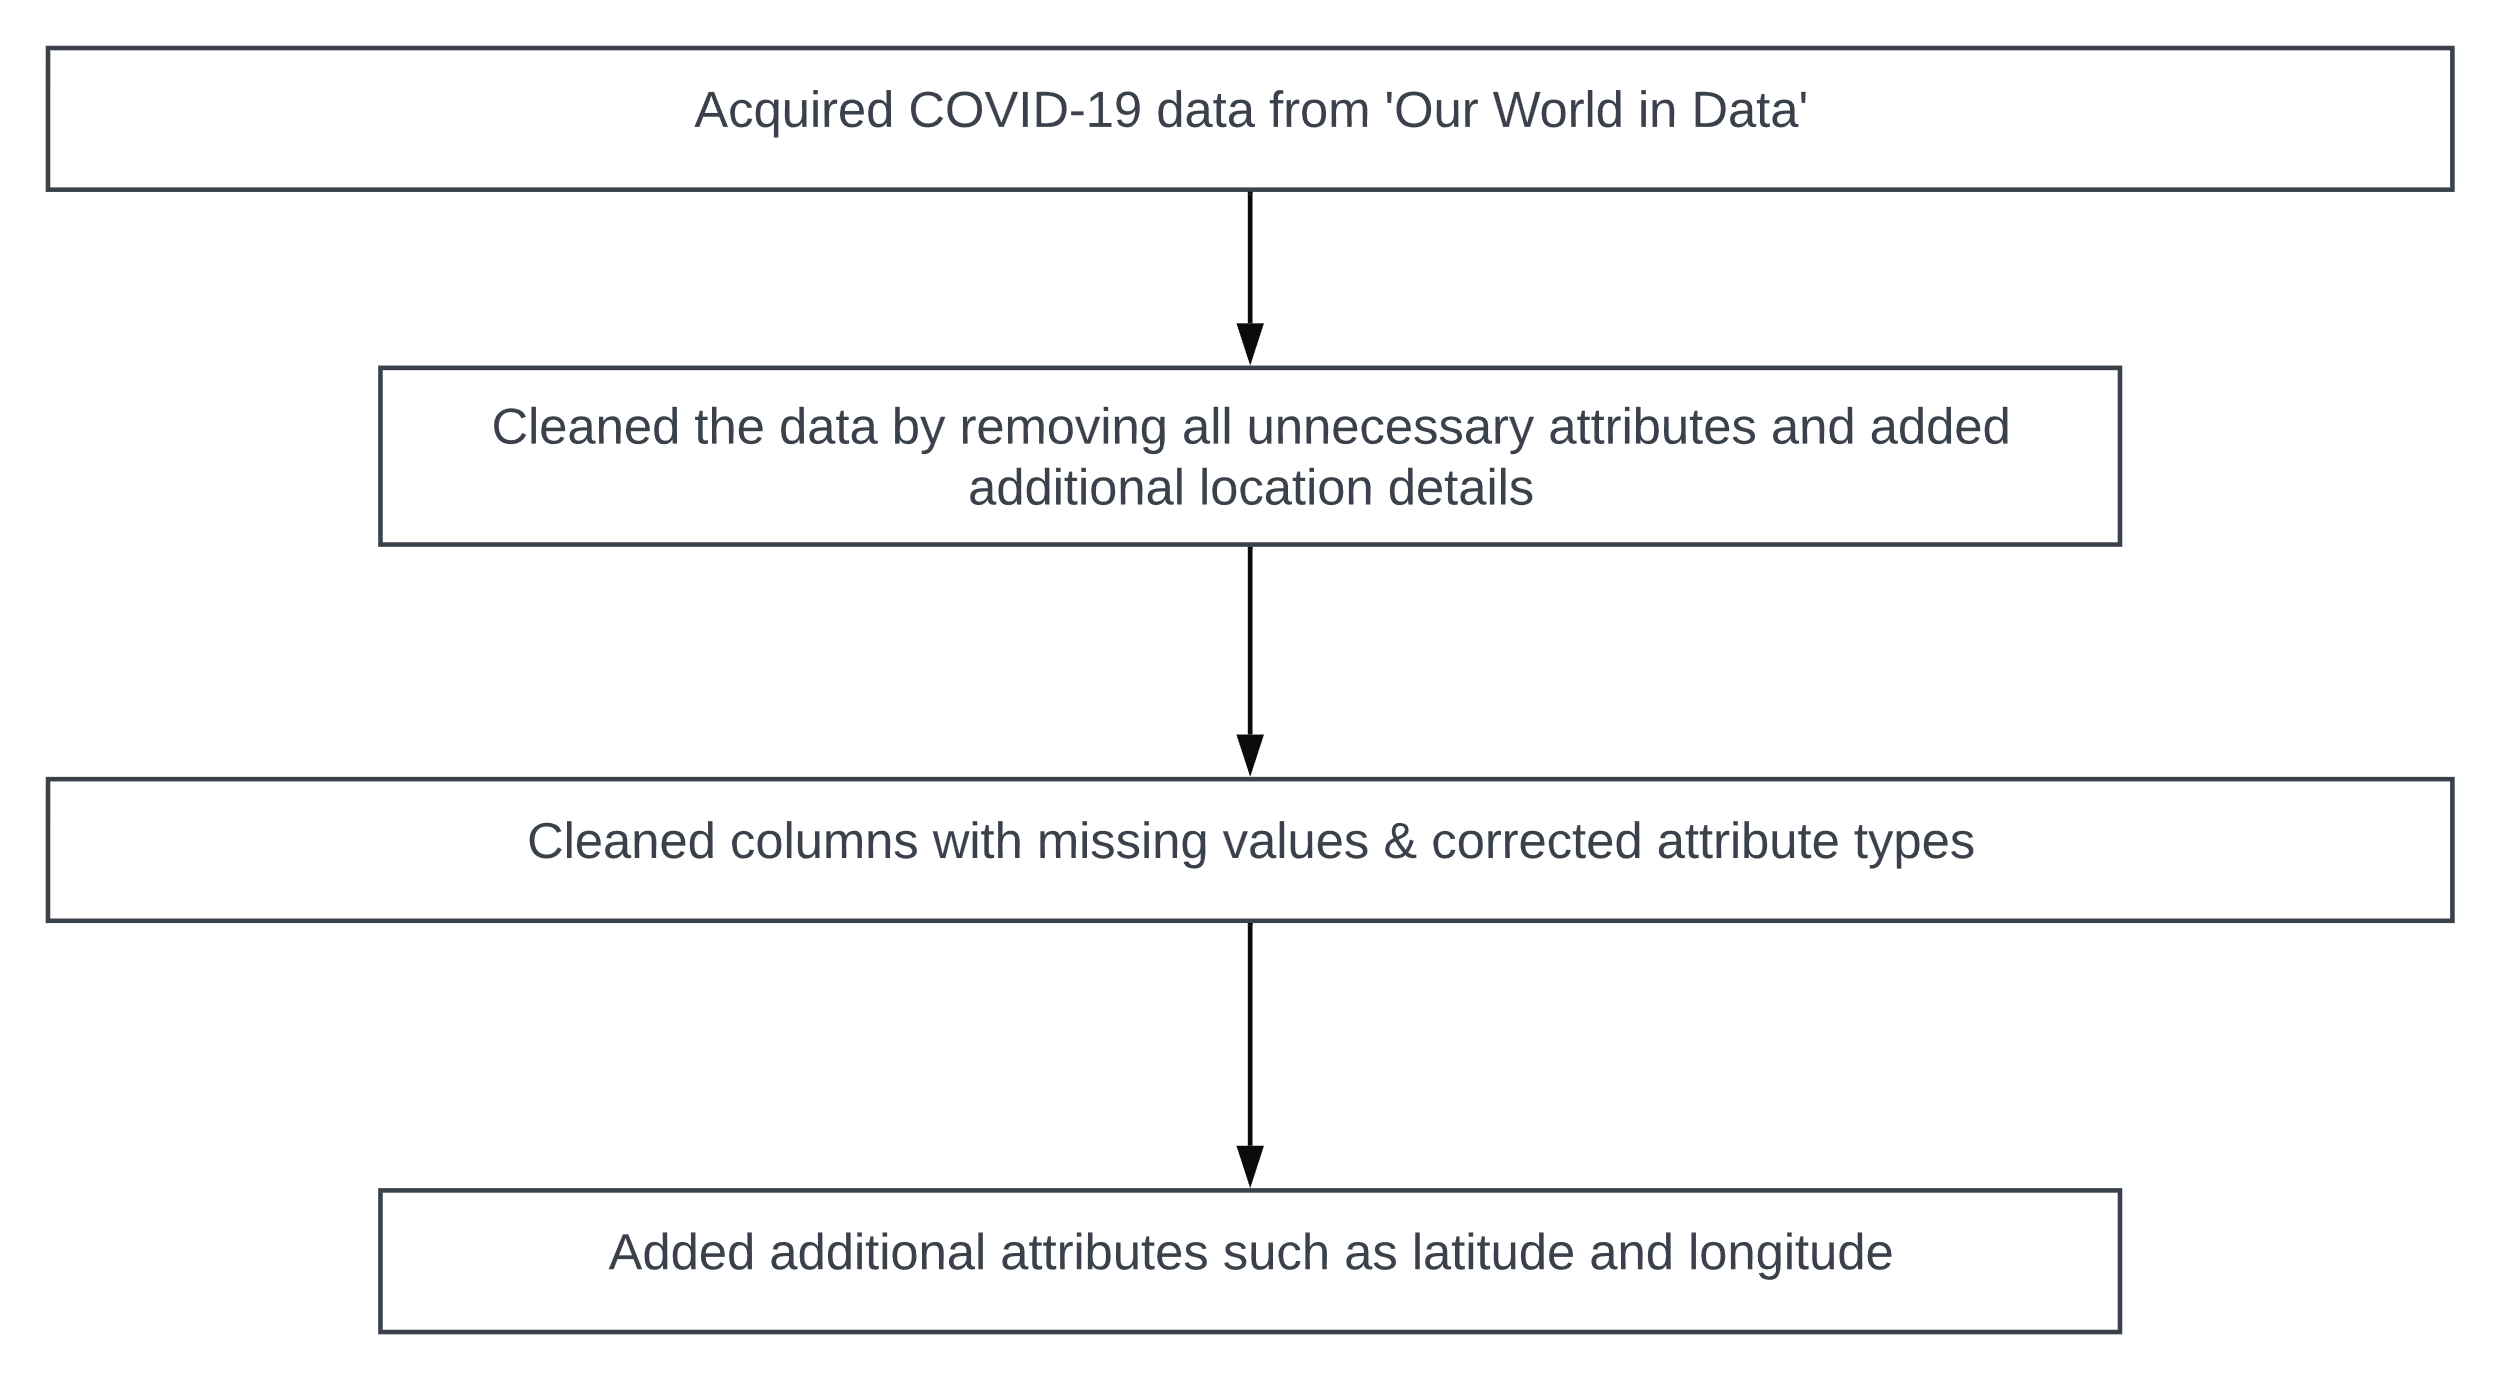 Acquired COVID-19 data from 'Our World in Data'
Cleaned the data by removing all unnecessary attributes and added
additional location details
Cleaned columns with missing values & corrected attribute types
Added additional attributes such as latitude and longitude